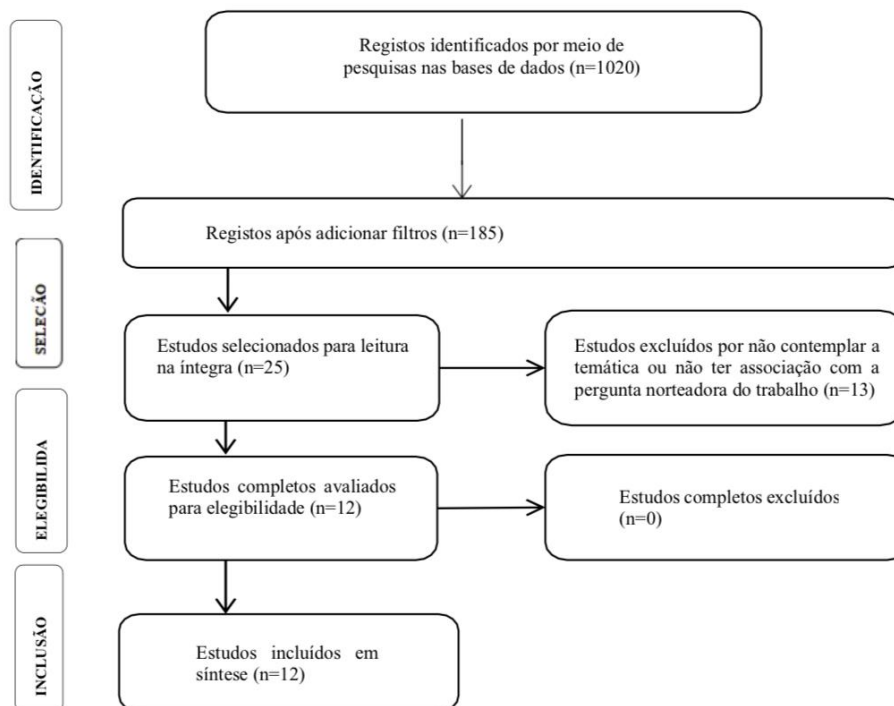 IDENTIFICAÇÃO
Registos identificados por meio de
pesquisas nas bases de dados (n=1020)
Registos após adicionar filtros (n=185)
SELECÃO
Estudos selecionados para leitura
na íntegra (n=25)
Estudos excluídos por não contemplar a
temática ou não ter associação com a
pergunta norteadora do trabalho (n=13)
ELEGIBILIDA
Estudos completos avaliados
para elegibilidade (n=12)
Estudos completos excluídos
(n=0)
INCLUSÃO
Estudos incluídos em
síntese (n=12)